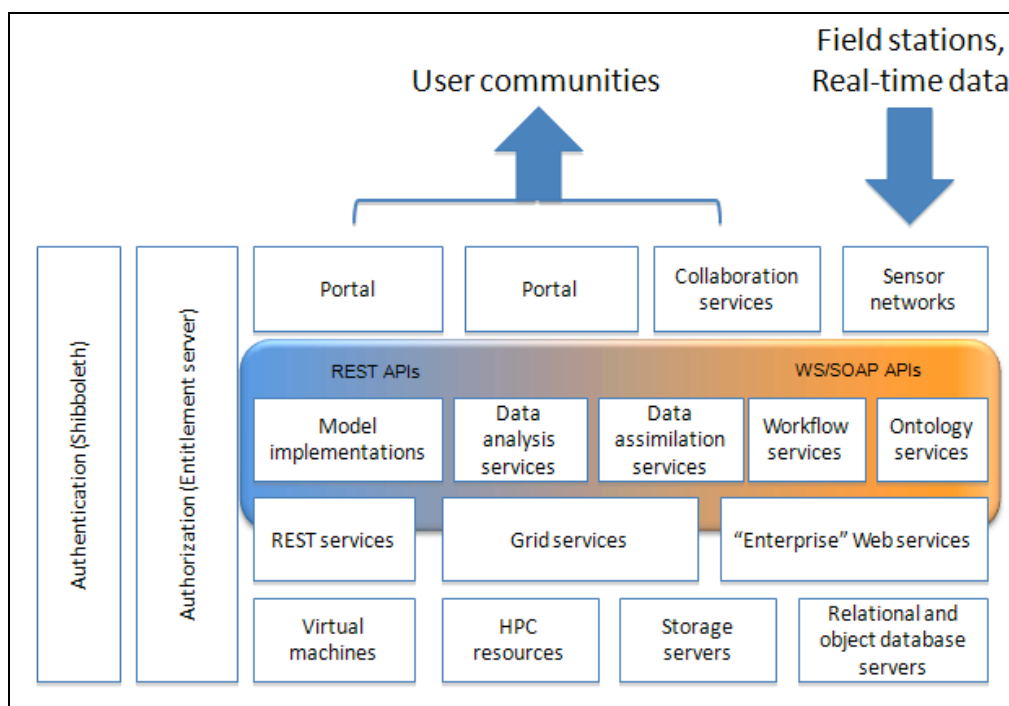 User communities
Field stations,
Real-time data
Authentication (Shibboleth)
Authorization (Entitlement server)
Portal
Portal
Collaboration
services
Sensor
networks
REST APIs
WS/SOAP APIs
Model
implementations
Data
analysis
services
Data
assimilation
services
Workflow
services
Ontology
services
REST services
Grid services
“Enterprise” Web services
Virtual
machines
HPC
resources
Storage
servers
Relational and
object database
servers